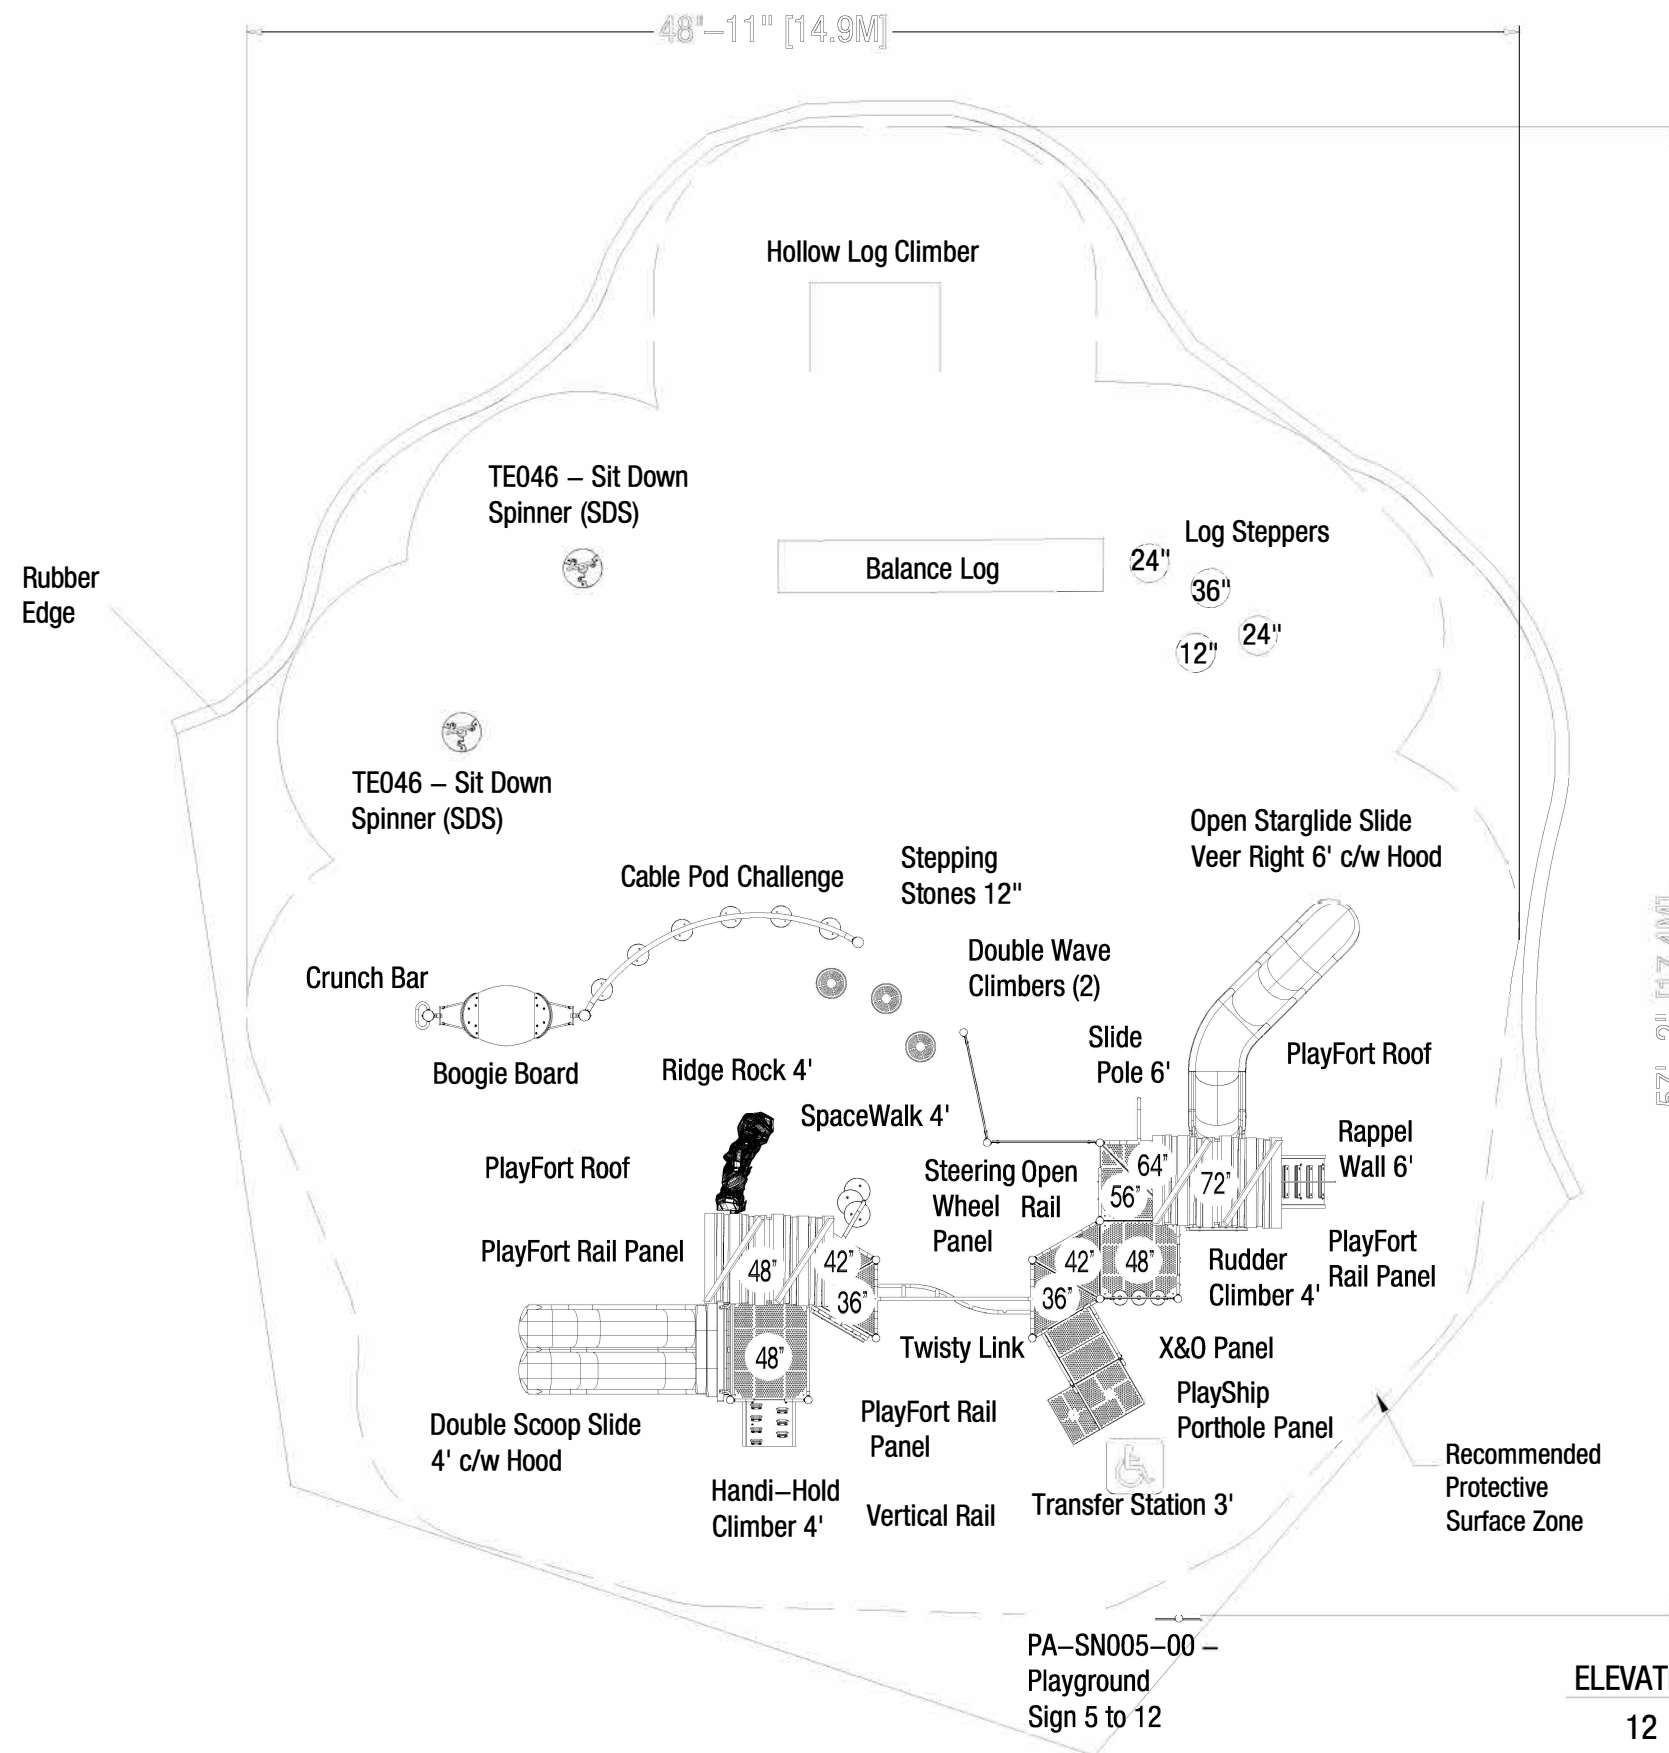 48'-11" [14.9M]
Hollow Log Climber
TE046 – Sit Down
Spinner (SDS)
Log Steppers
24"
36"
24"
12"
Balance Log
Rubber
Edge
TE046 – Sit Down
Spinner (SDS)
Open Starglide Slide
Veer Right 6' c/w Hood
Stepping
Stones 12"
Cable Pod Challenge
Double Wave
Climbers (2)
Crunch Bar
Boogie Board
Ridge Rock 4'
Slide
Pole 6'
PlayFort Roof
SpaceWalk 4'
Rappel
Wall 6'
PlayFort Roof
Steering
Wheel
Panel
Open
Rail
64"
56"
72"
PlayFort Rail Panel
48"
42"
36"
42"
48"
36"
Rudder
Climber 4'
PlayFort
Rail Panel
48"
Twisty Link
X&O Panel
PlayShip
Porthole Panel
Double Scoop Slide
4' c/w Hood
PlayFort Rail
Panel
Recommended
Protective
Surface Zone
Handi–Hold
Climber 4'
Vertical Rail
Transfer Station 3'
PA–SN005–00 –
Playground
Sign 5 to 12
12